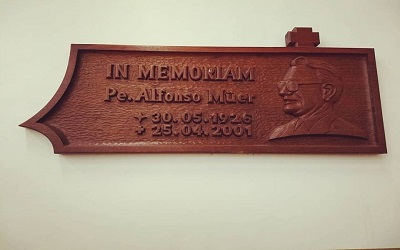 IN MEMORIAM
Pe. Alfonso Müer
✝ 30.05.1926
✝ 25.04.2001